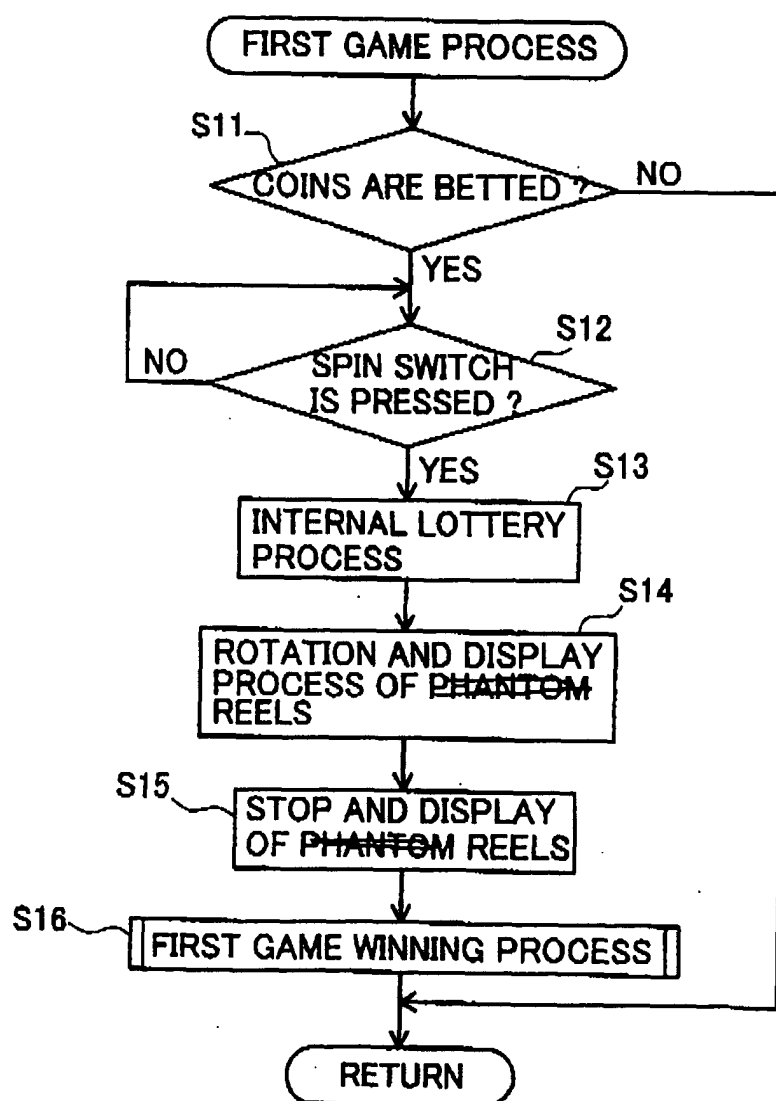 FIRST GAME PROCESS
S11
COINS ARE BETTED ?
NO
YES
S12
NO
SPIN SWITCH
IS PRESSED ?
YES
S13
INTERNAL LOTTERY
PROCESS
S14
ROTATION AND DISPLAY
PROCESS OF PHANTOM
REELS
S15
STOP AND DISPLAY
OF PHANTOM REELS
S16
FIRST GAME WINNING PROCESS
RETURN